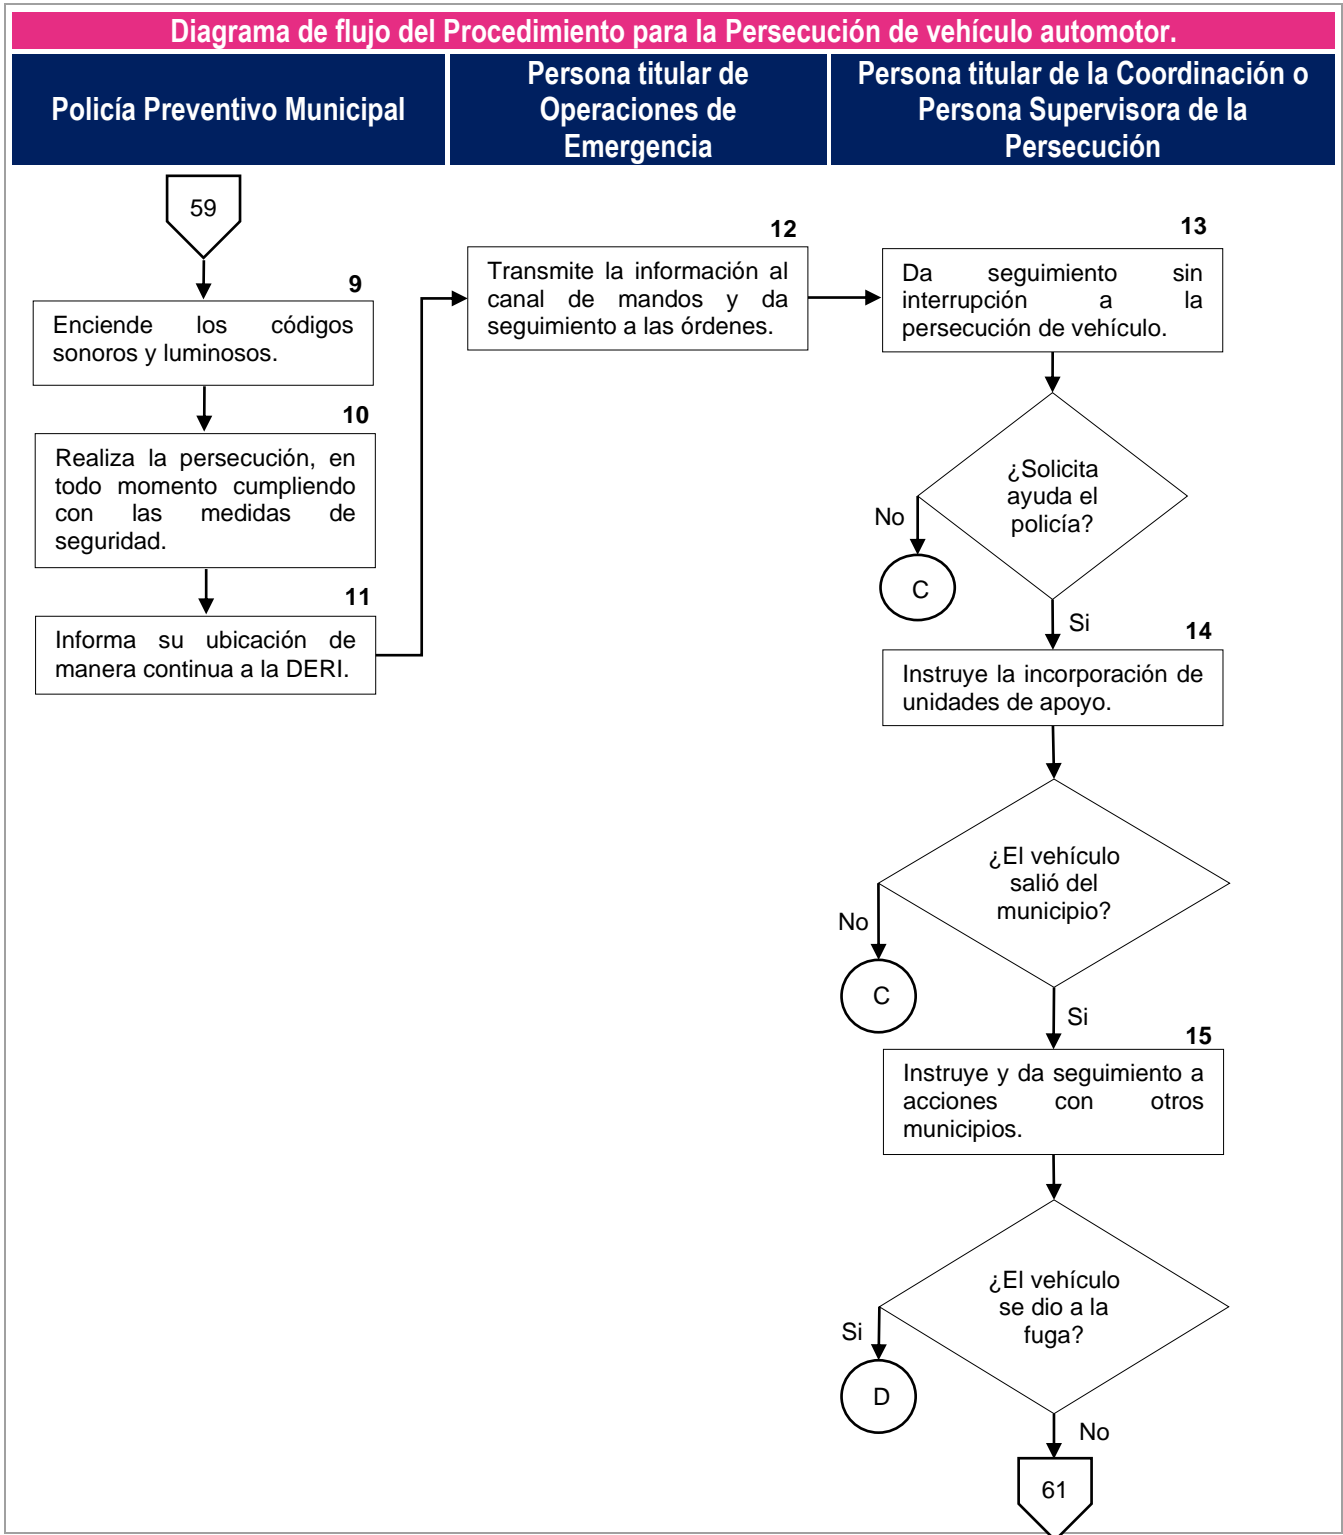 Diagrama de flujo del Procedimiento para la Persecución de vehículo automotor.
Policía Preventivo Municipal
Persona titular de
Operaciones de
Emergencia
Persona titular de la Coordinación o
Persona Supervisora de la
Persecución
59
9
Enciende los códigos
sonoros y luminosos.
10
Realiza la persecución, en
todo momento cumpliendo
con las medidas de
seguridad.
11
Informa su ubicación de
manera continua a la DERI.
12
Transmite la información al
canal de mandos y da
seguimiento a las órdenes.
13
Da seguimiento sin
interrupción a la
persecución de vehículo.
¿Solicita
ayuda el
policía?
No
C
Si
14
Instruye la incorporación de
unidades de apoyo.
¿El vehículo
salió del
municipio?
No
C
Si
15
Instruye y da seguimiento a
acciones con otros
municipios.
¿El vehículo
se dio a la
fuga?
Si
D
No
61